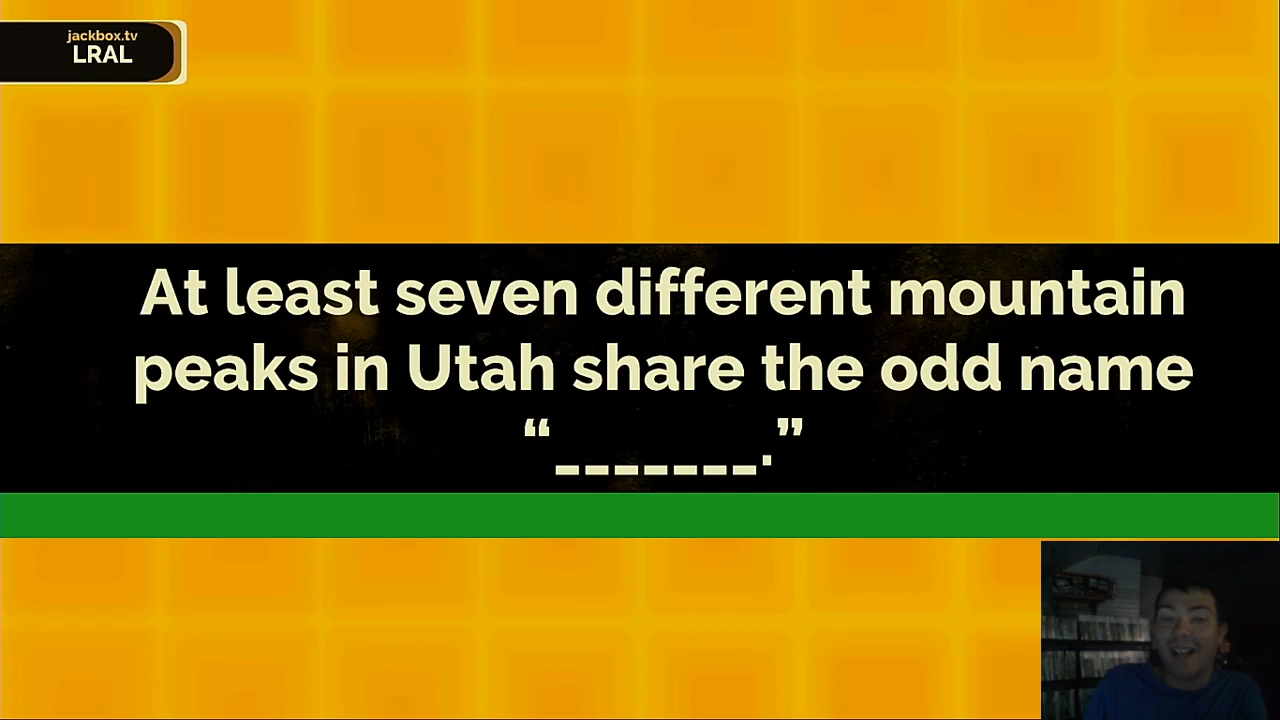 jackbox.tv
LRAL
At least seven different mountain
peaks in Utah share the odd name
“_______.”